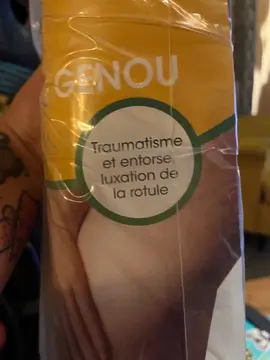 GENOU
Traumatisme
et entorse,
luxation de
la rotule